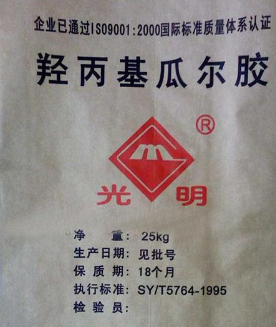 企业已通过ISO9001:2000国际标准质量体系认证
羟丙基瓜尔胶
®
光明
净 重: 25kg
生产日期: 见批号
保 质 期: 18个月
执行标准: SY/T5764-1995
检 验 员: